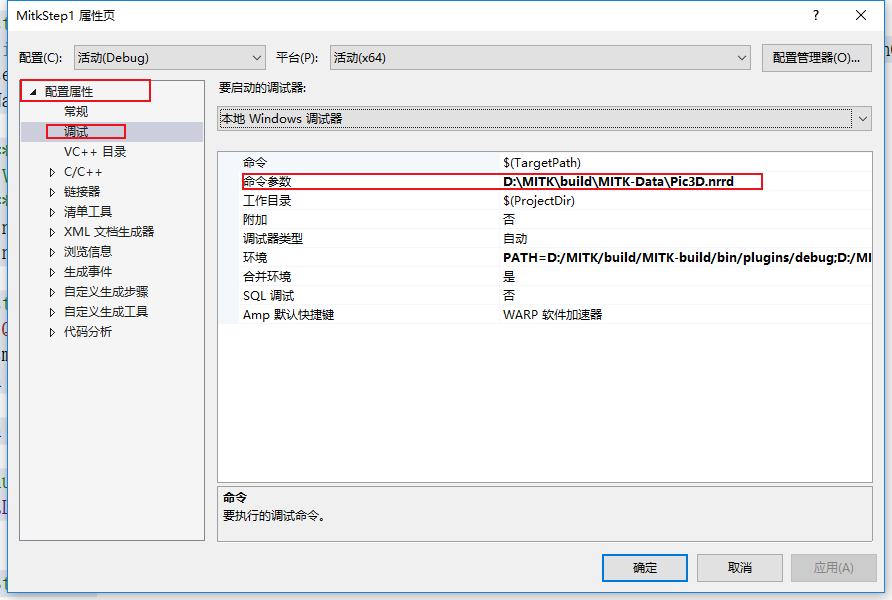 MitkStep1 属性页
配置(C): 活动(Debug) 平台(P): 活动(x64) 配置管理器(O)...
配置属性
常规
调试
VC++ 目录
C/C++
链接器
清单工具
XML 文档生成器
浏览信息
生成事件
自定义生成步骤
自定义生成工具
代码分析
要启动的调试器:
本地 Windows 调试器
命令 $(TargetPath)
命令参数 D:\MITK\build\MITK-Data\Pic3D.nrrd
工作目录 $(ProjectDir)
附加 否
调试器类型 自动
环境 PATH=D:/MITK/build/MITK-build/bin/plugins/debug;D:/MI
合并环境 是
SQL 调试 否
Amp 默认快捷键 WARP 软件加速器
命令
要执行的调试命令。
确定 取消 应用(A)